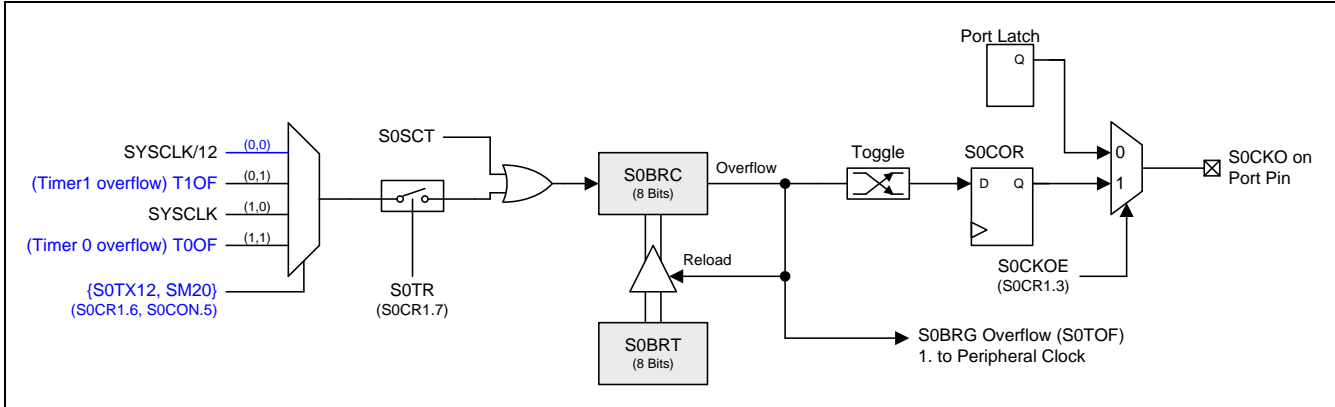 Port Latch
Q
SYSCLK/12
(0,0)
(Timer1 overflow) T1OF
(0,1)
SYSCLK
(1,0)
(Timer 0 overflow) T0OF
(1,1)
{S0TX12, SM20}
(S0CR1.6, S0CON.5)
S0TR
(S0CR1.7)
S0SCT
S0BRC
(8 Bits)
Overflow
Reload
S0BRT
(8 Bits)
Toggle
S0COR
D
Q
0
1
S0CKOE
(S0CR1.3)
S0CKO on
Port Pin
S0BRG Overflow (S0TOF)
1. to Peripheral Clock